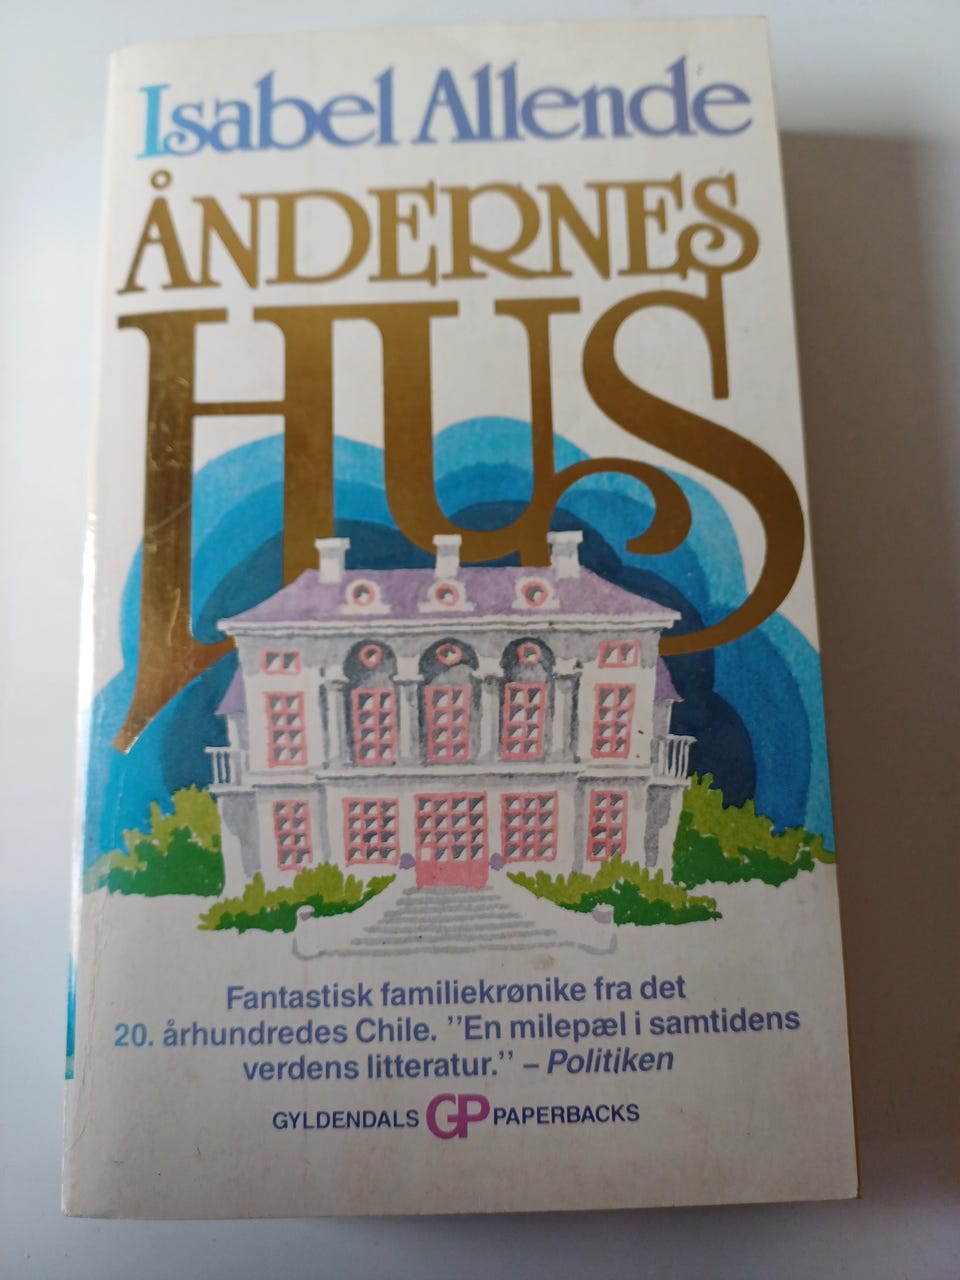 Isabel Allende
ÅNDERNES
HUS
Fantastisk familiekrønike fra det
20. århundredes Chile. "En milepæl i samtidens
verdens litteratur." – Politiken
GYLDENDALS GP PAPERBACKS